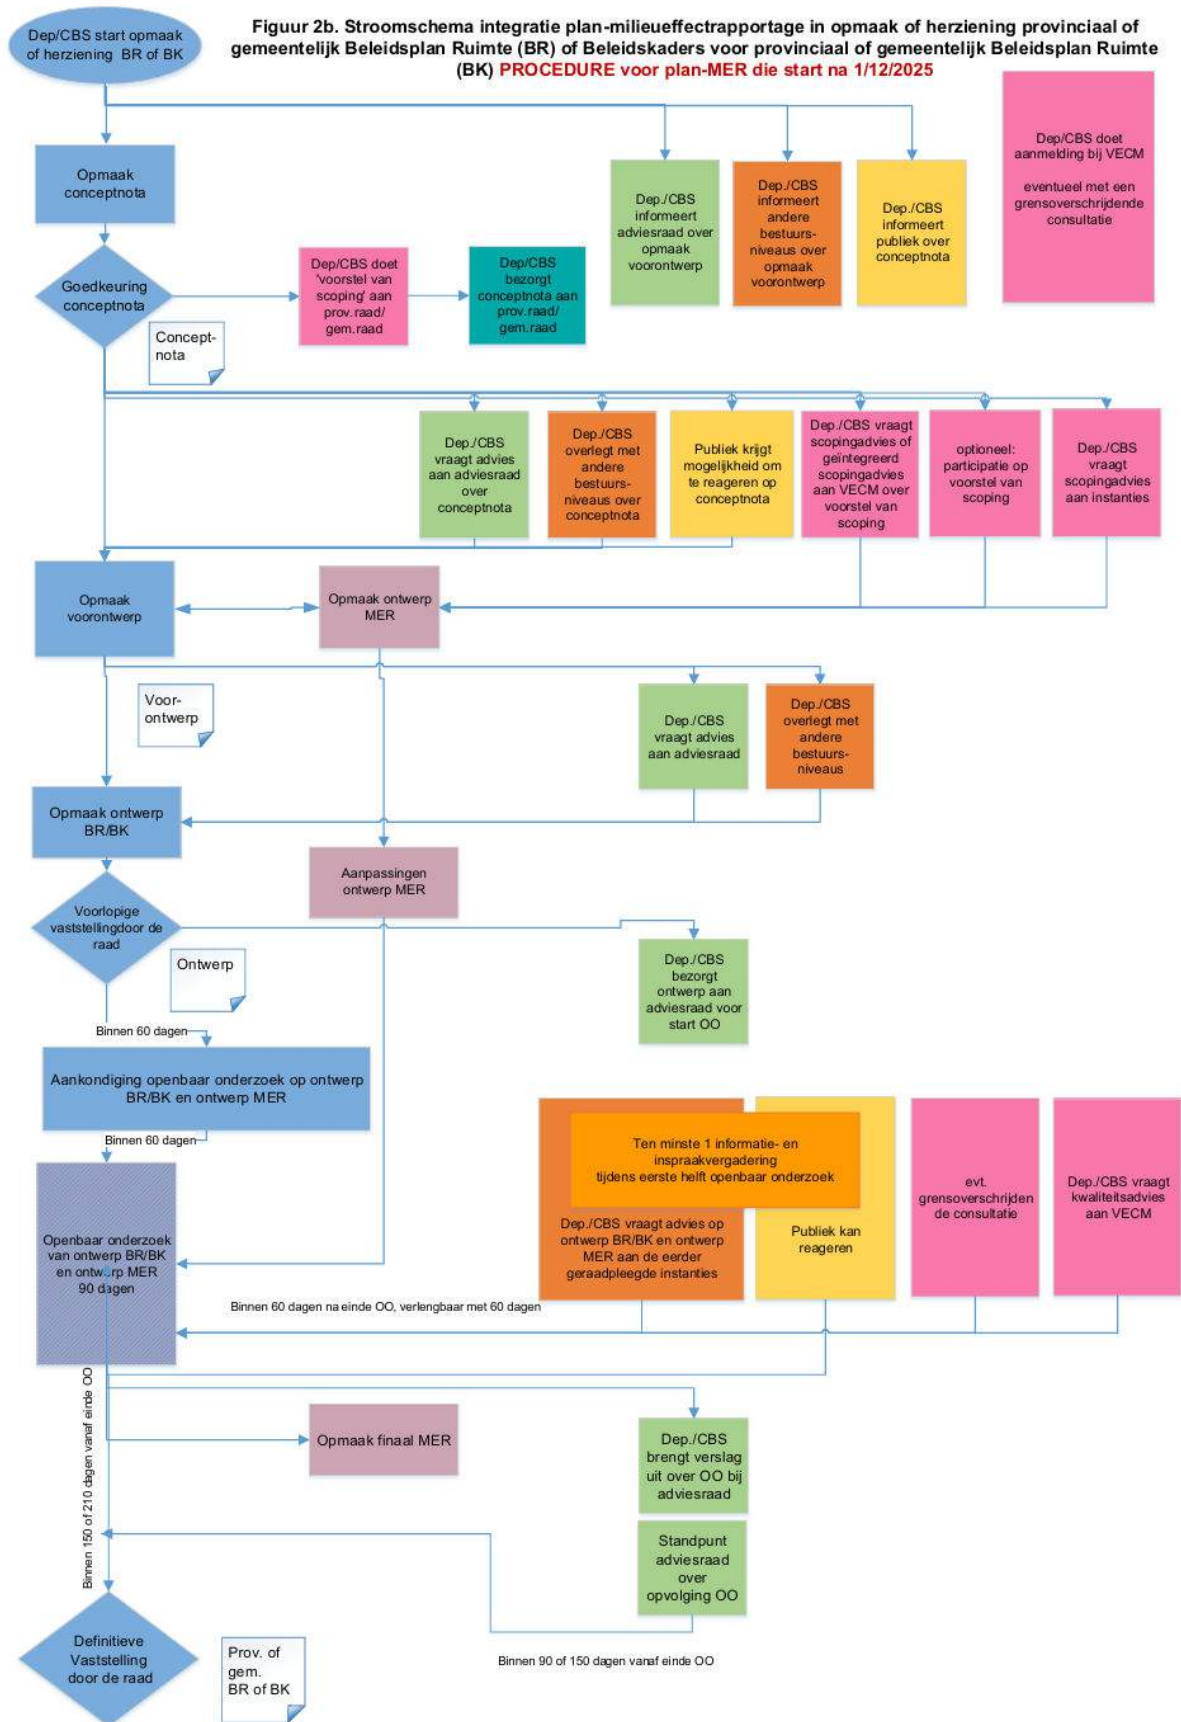 Dep/CBS start opmaak
of herziening BR of BK
Figuur 2b. Stroomschema integratie plan-milieueffectrapportage in opmaak of herziening provinciaal of
gemeentelijk Beleidsplan Ruimte (BR) of Beleidskaders voor provinciaal of gemeentelijk Beleidsplan Ruimte
(BK) PROCEDURE voor plan-MER die start na 1/12/2025
Opmaak
conceptnota
Dep./CBS
informeert
adviesraad over
opmaak
voorontwerp
Dep./CBS
informeert
andere
bestuurs-
niveaus over
opmaak
voorontwerp
Dep./CBS
informeert
publiek over
conceptnota
Dep/CBS doet
aanmelding bij VECM
eventueel met een
grensoverschrijdende
consultatie
Goedkeuring
conceptnota
Dep/CBS doet
'voorstel van
scoping' aan
prov.raad/
gem.raad
Dep/CBS
bezorgt
conceptnota aan
prov.raad/
gem.raad
Concept-
nota
Dep./CBS
vraagt advies
aan adviesraad
over
conceptnota
Dep./CBS
overlegt met
andere
bestuurs-
niveaus over
conceptnota
Publiek krijgt
mogelijkheid om
te reageren op
conceptnota
Dep./CBS vraagt
scopingadvies of
geïntegreerd
scopingadvies
aan VECM over
voorstel van
scoping
optioneel:
participatie op
voorstel van
scoping
Dep./CBS
vraagt
scopingadvies
aan instanties
Opmaak
voorontwerp
Opmaak ontwerp
MER
Voor-
ontwerp
Dep./CBS
vraagt advies
aan adviesraad
Dep./CBS
overlegt met
andere
bestuurs-
niveaus
Opmaak ontwerp
BR/BK
Aanpassingen
ontwerp MER
Voorlopige
vaststellingdoor de
raad
Ontwerp
Dep./CBS
bezorgt
ontwerp aan
adviesraad voor
start OO
Binnen 60 dagen
Aankondiging openbaar onderzoek op ontwerp
BR/BK en ontwerp MER
Binnen 60 dagen
Ten minste 1 informatie- en
inspraakvergadering
tijdens eerste helft openbaar onderzoek
Dep./CBS vraagt advies op
ontwerp BR/BK en ontwerp
MER aan de eerder
geraadpleegde instanties
Publiek kan
reageren
evt.
grensoverschrijden
de consultatie
Dep./CBS vraagt
kwaliteitsadvies
aan VECM
Openbaar onderzoek
van ontwerp BR/BK
en ontwerp MER
90 dagen
Binnen 60 dagen na einde OO, verlengbaar met 60 dagen
Binnen 150 of 210 dagen vanaf einde OO
Opmaak finaal MER
Dep./CBS
brengt verslag
uit over OO bij
adviesraad
Standpunt
adviesraad
over
opvolging OO
Definitieve
Vaststelling
door de raad
Prov. of
gem.
BR of BK
Binnen 90 of 150 dagen vanaf einde OO